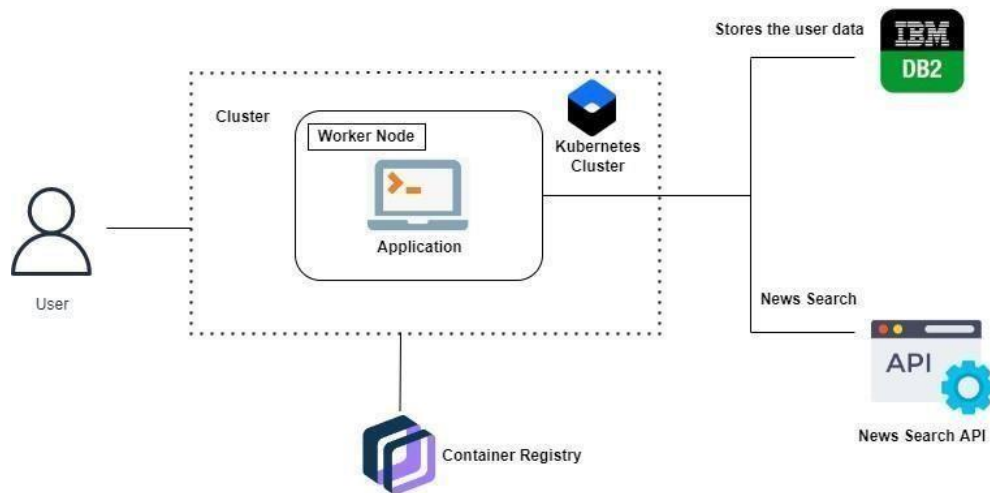 Stores the user data
IBM
DB2
Cluster
Worker Node
Kubernetes
Cluster
Application
User
News Search
API
News Search API
Container Registry